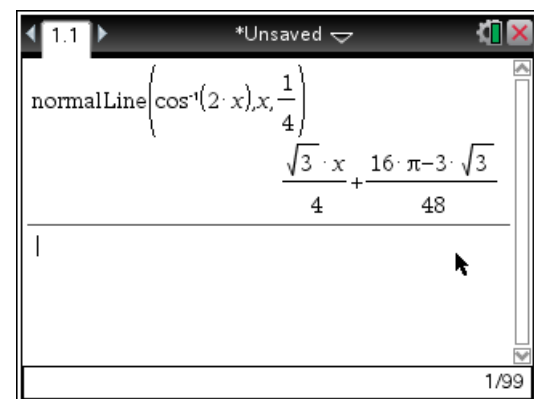 1.1 *Unsaved
normalLine(cos⁻¹(2·x),x,1/4)
√3·x/4+16·π−3·√3/48
1/99